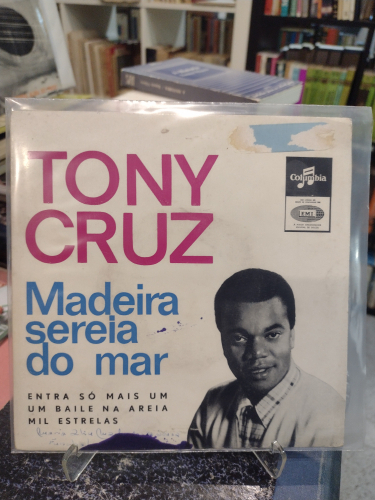 TONY
CRUZ
Columbia
EMI
Madeira
sereia
do mar
ENTRA SÓ MAIS UM
UM BAILE NA AREIA
MIL ESTRELAS